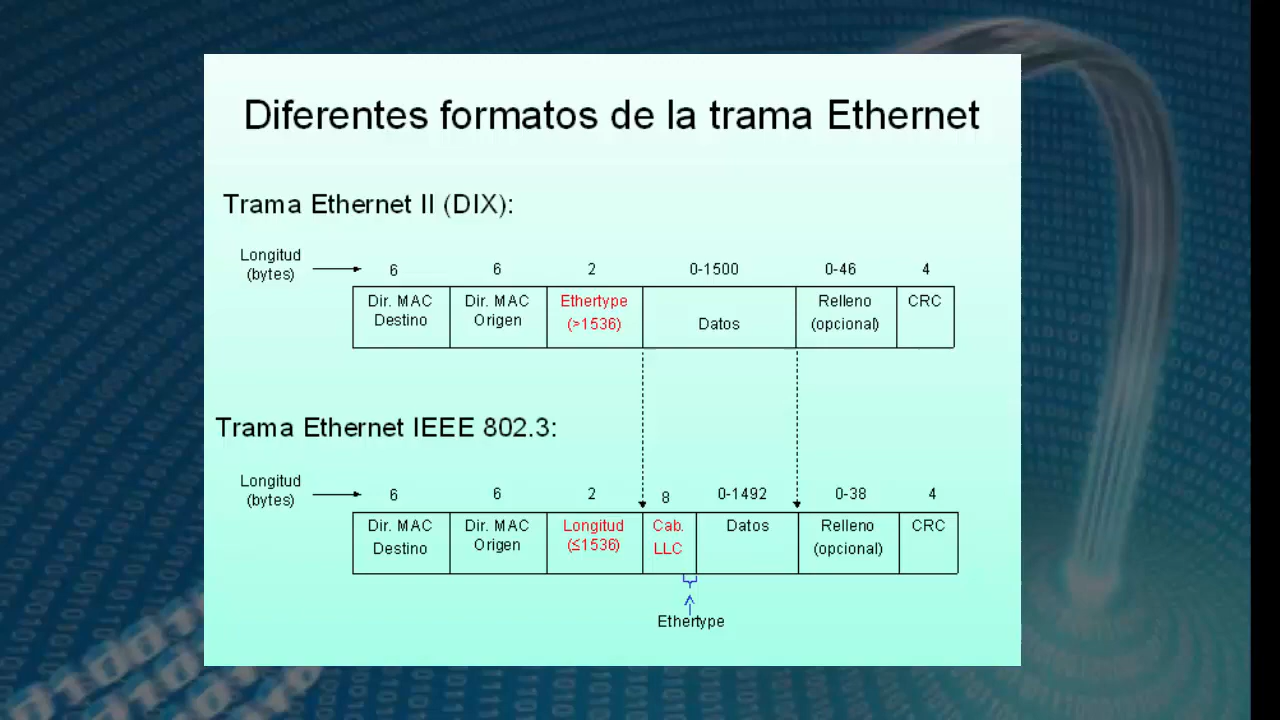 Diferentes formatos de la trama Ethernet
Trama Ethernet II (DIX):
Longitud
(bytes)
6 6 2 0-1500 0-46 4
Dir. MAC Destino
Dir. MAC Origen
Ethertype (>1536)
Datos
Relleno (opcional)
CRC
Trama Ethernet IEEE 802.3:
Longitud
(bytes)
6 6 2 8 0-1492 0-38 4
Dir. MAC Destino
Dir. MAC Origen
Longitud (≤1536)
Cab. LLC
Datos
Relleno (opcional)
CRC
Ethertype